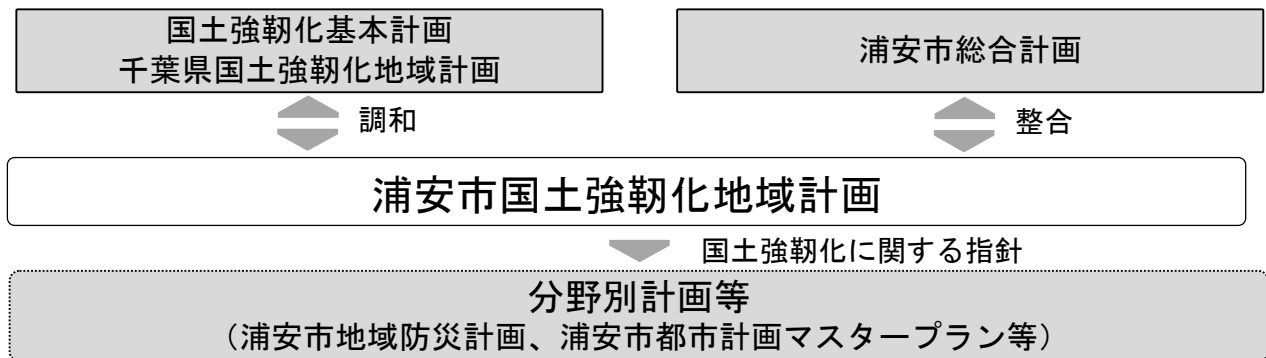 国土強靱化基本計画
千葉県国土強靱化地域計画
浦安市総合計画
調和
整合
浦安市国土強靱化地域計画
国土強靱化に関する指針
分野別計画等
（浦安市地域防災計画、浦安市都市計画マスタープラン等）